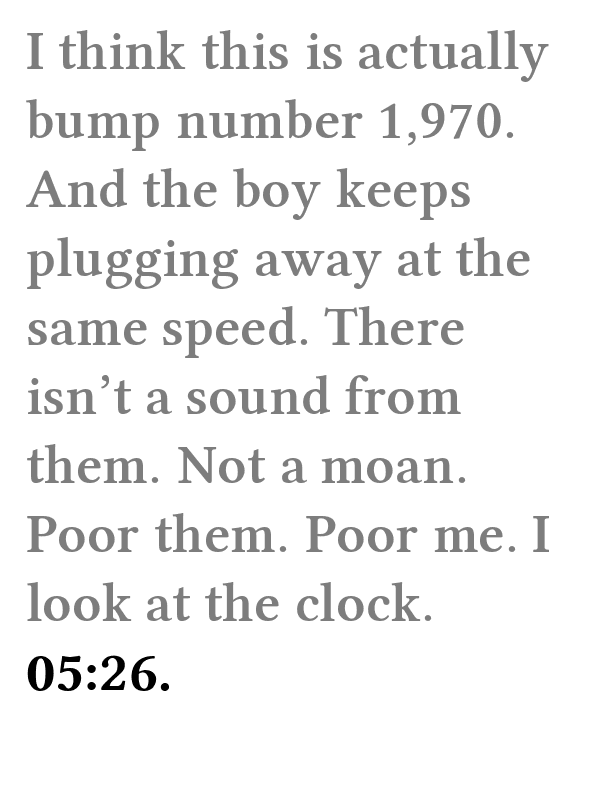 I think this is actually
bump number 1,970.
And the boy keeps
plugging away at the
same speed. There
isn’t a sound from
them. Not a moan.
Poor them. Poor me. I
look at the clock.
05:26.